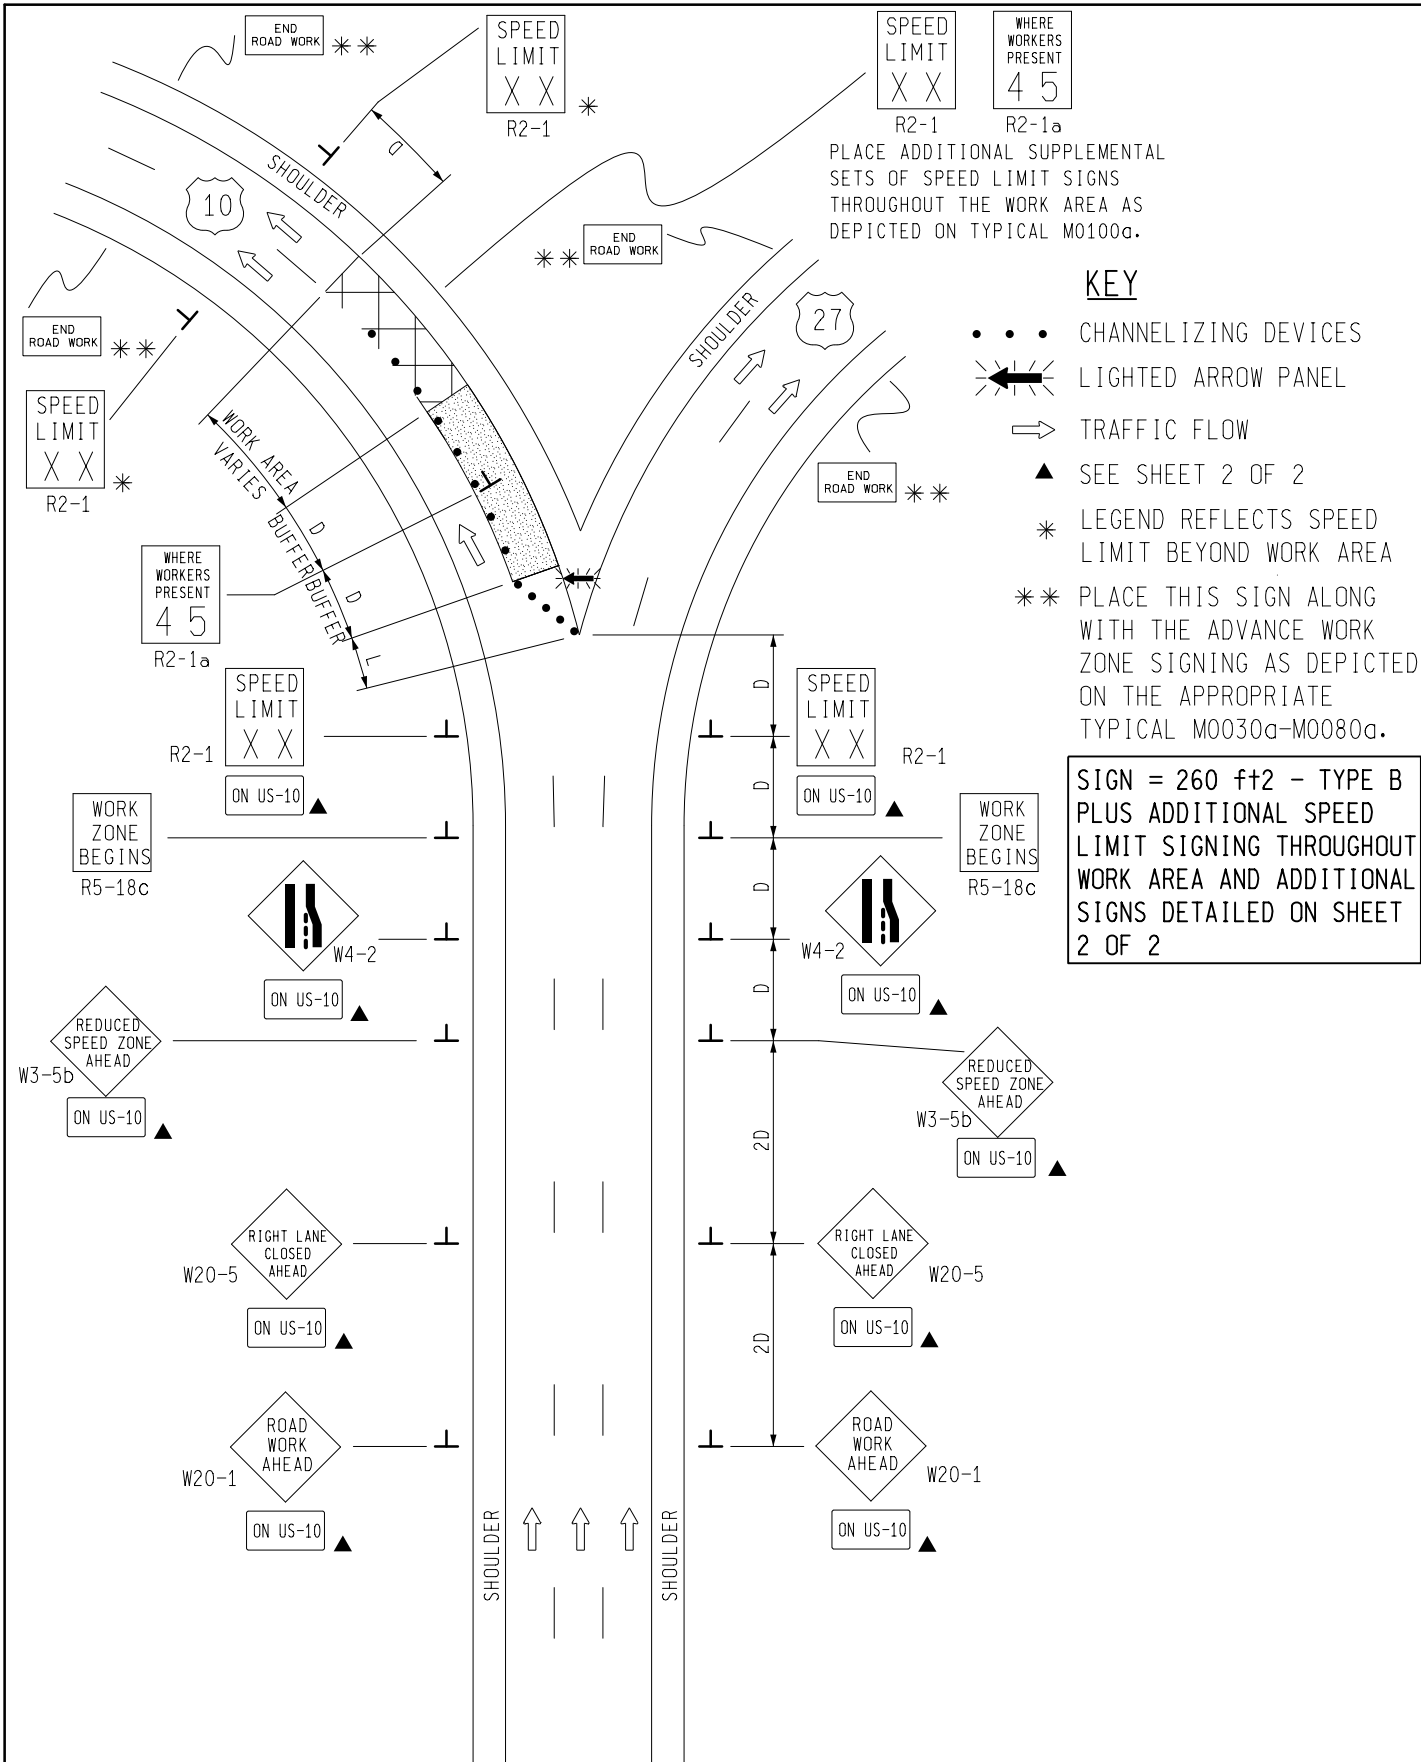 END
ROAD WORK
**
SPEED
LIMIT
X X
*
R2-1
SPEED
LIMIT
X X
R2-1
WHERE
WORKERS
PRESENT
4 5
R2-1a
PLACE ADDITIONAL SUPPLEMENTAL
SETS OF SPEED LIMIT SIGNS
THROUGHOUT THE WORK AREA AS
DEPICTED ON TYPICAL M0100a.
D
SHOULDER
10
**
END
ROAD WORK
SHOULDER
27
END
ROAD WORK
**
SPEED
LIMIT
X X
*
R2-1
KEY
CHANNELIZING DEVICES
LIGHTED ARROW PANEL
TRAFFIC FLOW
SEE SHEET 2 OF 2
* LEGEND REFLECTS SPEED
LIMIT BEYOND WORK AREA
** PLACE THIS SIGN ALONG
WITH THE ADVANCE WORK
ZONE SIGNING AS DEPICTED
ON THE APPROPRIATE
TYPICAL M0030a-M0080a.
END
ROAD WORK
**
WORK AREA
VARIES
D
BUFFER
D
BUFFER
L
WHERE
WORKERS
PRESENT
4 5
R2-1a
SPEED
LIMIT
X X
R2-1
ON US-10
D
SPEED
LIMIT
X X
R2-1
ON US-10
D
WORK
ZONE
BEGINS
R5-18c
WORK
ZONE
BEGINS
R5-18c
SIGN = 260 ft2 - TYPE B
PLUS ADDITIONAL SPEED
LIMIT SIGNING THROUGHOUT
WORK AREA AND ADDITIONAL
SIGNS DETAILED ON SHEET
2 OF 2
D
W4-2
ON US-10
W4-2
ON US-10
D
REDUCED
SPEED ZONE
AHEAD
W3-5b
ON US-10
REDUCED
SPEED ZONE
AHEAD
W3-5b
ON US-10
2D
RIGHT LANE
CLOSED
AHEAD
W20-5
ON US-10
RIGHT LANE
CLOSED
AHEAD
W20-5
ON US-10
2D
ROAD
WORK
AHEAD
W20-1
ON US-10
ROAD
WORK
AHEAD
W20-1
ON US-10
SHOULDER
SHOULDER